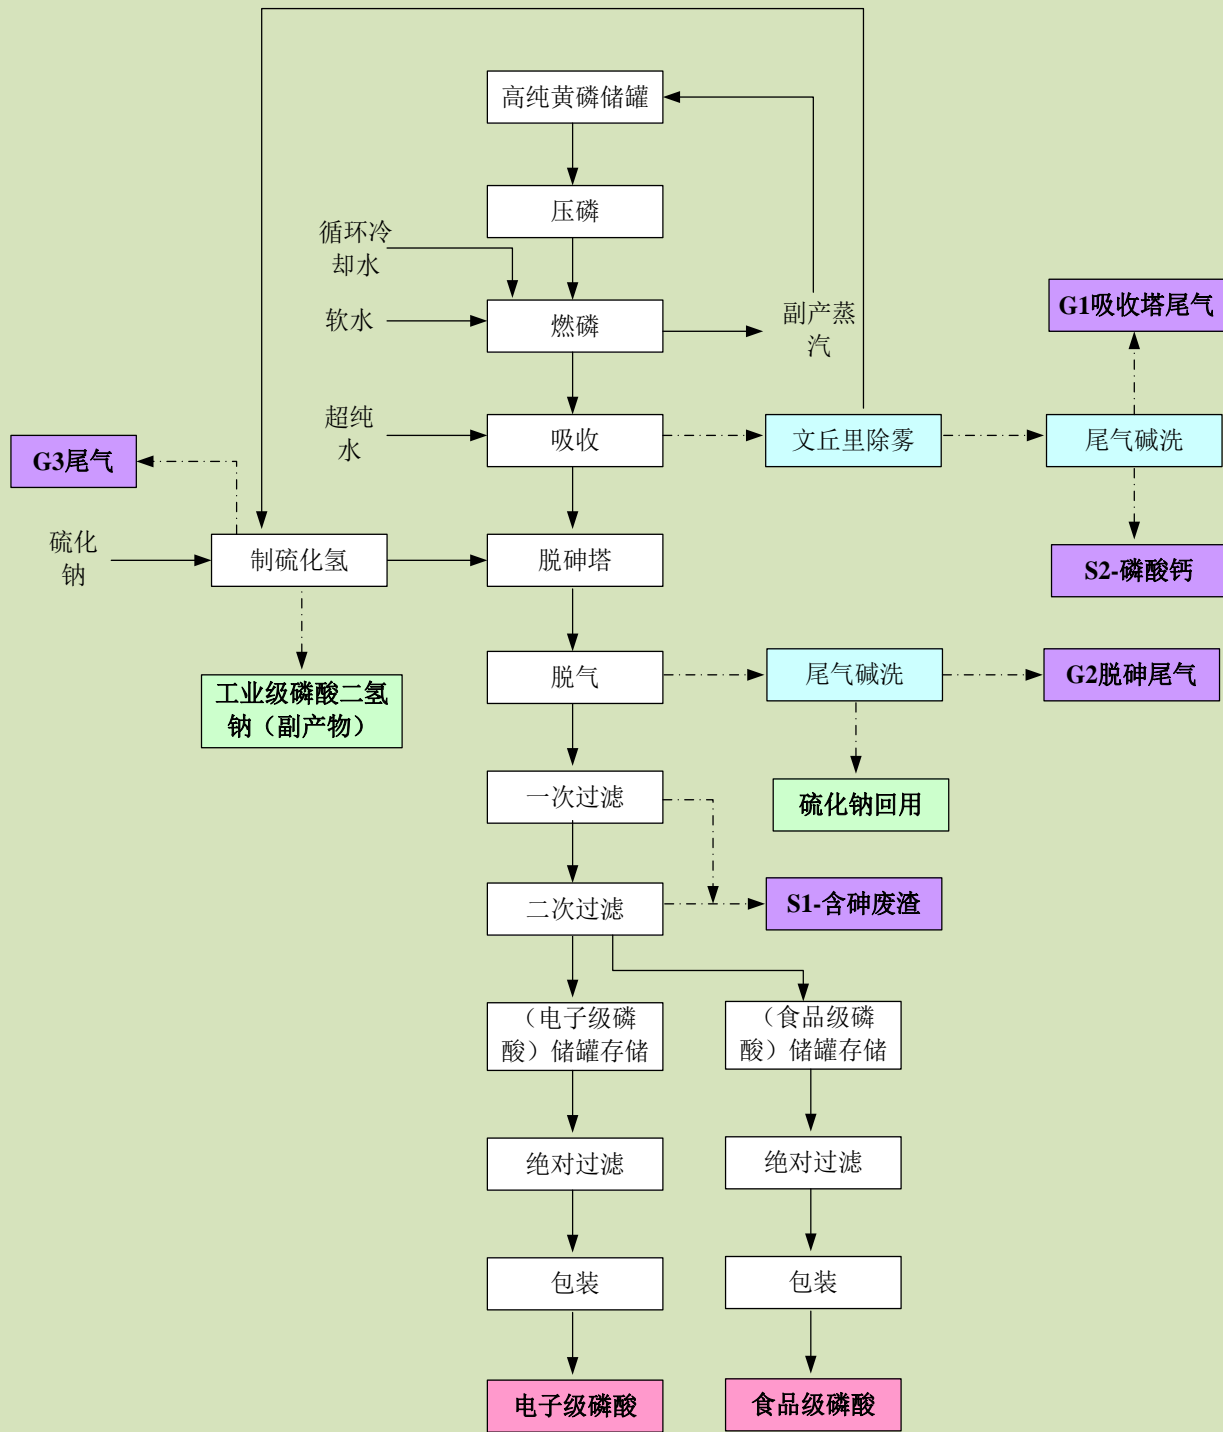 高纯黄磷储罐
压磷
循环冷
却水
软水
燃磷
副产蒸
汽
G1吸收塔尾气
超纯
水
吸收
文丘里除雾
尾气碱洗
G3尾气
硫化
钠
制硫化氢
脱砷塔
S2-磷酸钙
工业级磷酸二氢
钠（副产物）
脱气
尾气碱洗
G2脱砷尾气
一次过滤
硫化钠回用
二次过滤
S1-含砷废渣
（电子级磷
酸）储罐存储
（食品级磷
酸）储罐存储
绝对过滤
绝对过滤
包装
包装
电子级磷酸
食品级磷酸